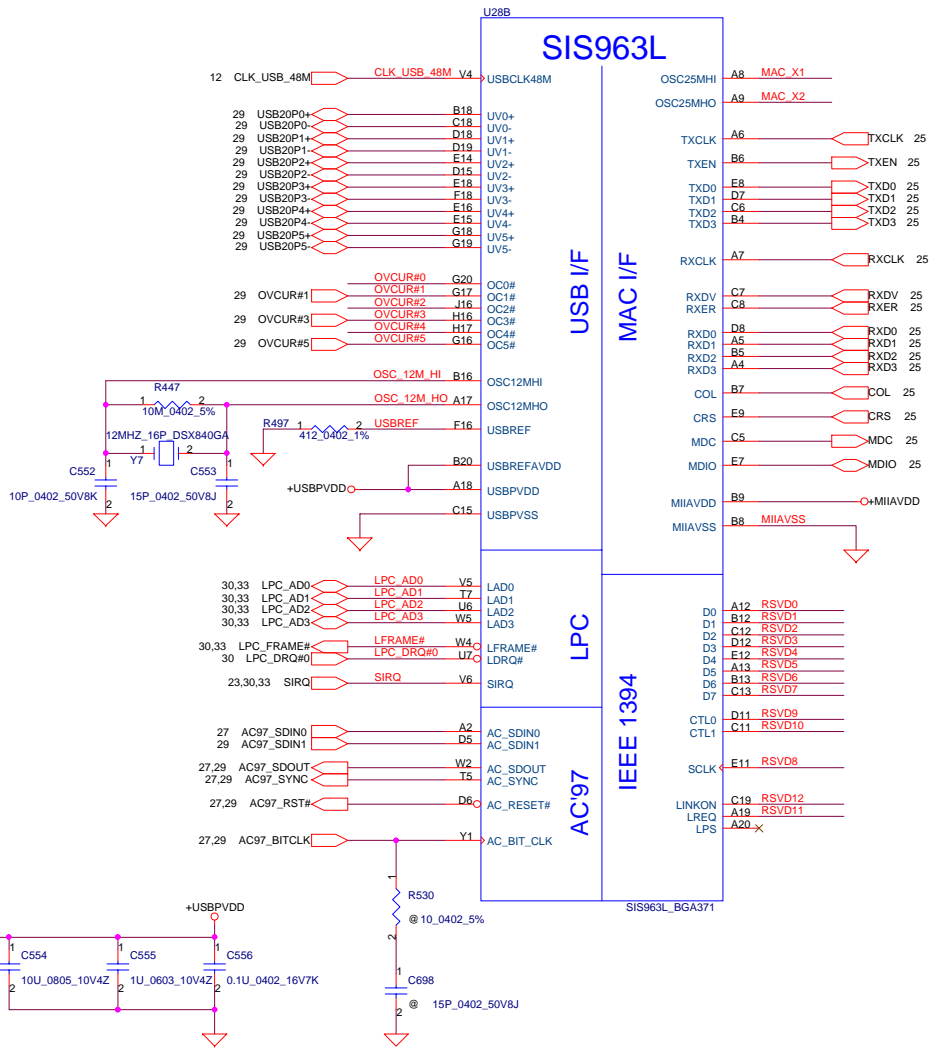 U28B
SIS963L
12 CLK_USB_48M CLK_USB_48M V4 USBCLK48M
OSC25MHI A8 MAC_X1
OSC25MHO A9 MAC_X2
29 USB20P0+ B18 UV0+
29 USB20P0- C18 UV0-
29 USB20P1+ D18 UV1+
29 USB20P1- D19 UV1-
29 USB20P2+ E14 UV2+
29 USB20P2- D15 UV2-
29 USB20P3+ E18 UV3+
29 USB20P3- F18 UV3-
29 USB20P4+ E16 UV4+
29 USB20P4- E15 UV4-
29 USB20P5+ G18 UV5+
29 USB20P5- G19 UV5-
TXCLK A6 TXCLK 25
TXEN B6 TXEN 25
TXD0 E8 TXD0 25
TXD1 D7 TXD1 25
TXD2 C6 TXD2 25
TXD3 B4 TXD3 25
RXCLK A7 RXCLK 25
RXDV C7 RXDV 25
RXER C8 RXER 25
RXD0 D8 RXD0 25
RXD1 A5 RXD1 25
RXD2 B5 RXD2 25
RXD3 A4 RXD3 25
COL B7 COL 25
CRS E9 CRS 25
MDC C5 MDC 25
MDIO E7 MDIO 25
MIIAVDD B9 +MIIAVDD
MIIAVSS B8 MIIAVSS
USB I/F
MAC I/F
OVCUR#0 G20 OC0#
29 OVCUR#1 OVCUR#1 G17 OC1#
OVCUR#2 J16 OC2#
29 OVCUR#3 OVCUR#3 H16 OC3#
OVCUR#4 H17 OC4#
29 OVCUR#5 OVCUR#5 G16 OC5#
OSC_12M_HI B16 OSC12MHI
R447
1 2
10M_0402_5%
OSC_12M_HO A17 OSC12MHO
R497 1 2 USBREF F16 USBREF
412_0402_1%
12MHZ_16P_DSX840GA
1 2
Y7
C552
1
2
10P_0402_50V8K
C553
1
2
15P_0402_50V8J
B20 USBREFAVDD
+USBPVDD A18 USBPVDD
C15 USBPVSS
30,33 LPC_AD0 LPC_AD0 V5 LAD0
30,33 LPC_AD1 LPC_AD1 T7 LAD1
30,33 LPC_AD2 LPC_AD2 U6 LAD2
30,33 LPC_AD3 LPC_AD3 W5 LAD3
30,33 LPC_FRAME# LFRAME# W4 LFRAME#
30 LPC_DRQ#0 LPC_DRQ#0 U7 LDRQ#
23,30,33 SIRQ SIRQ V6 SIRQ
LPC
IEEE 1394
D0 A12 RSVD0
D1 B12 RSVD1
D2 C12 RSVD2
D3 D12 RSVD3
D4 E12 RSVD4
D5 A13 RSVD5
D6 B13 RSVD6
D7 C13 RSVD7
CTL0 D11 RSVD9
CTL1 C11 RSVD10
SCLK E11 RSVD8
LINKON C19 RSVD12
LREQ A19 RSVD11
LPS A20
27 AC97_SDIN0 A2 AC_SDIN0
29 AC97_SDIN1 D5 AC_SDIN1
27,29 AC97_SDOUT W2 AC_SDOUT
27,29 AC97_SYNC T5 AC_SYNC
27,29 AC97_RST# D6 AC_RESET#
27,29 AC97_BITCLK Y1 AC_BIT_CLK
AC'97
SIS963L_BGA371
1
R530
@ 10_0402_5%
2
1
C698
@ 15P_0402_50V8J
2
+USBPVDD
1
C554
10U_0805_10V4Z
2
1
C555
1U_0603_10V4Z
2
1
C556
0.1U_0402_16V7K
2